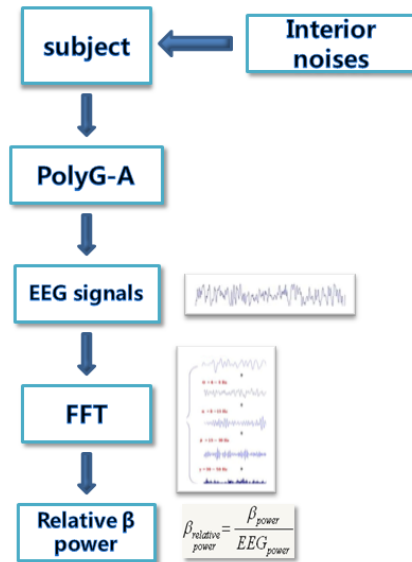 subject
Interior
noises
PolyG-A
EEG signals
FFT
Relative β
power
β relative power = β power / EEG power